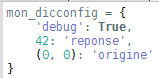 mon_dicconfig = {
    'debug': True,
    42: 'reponse',
    (0, 0): 'origine'
}